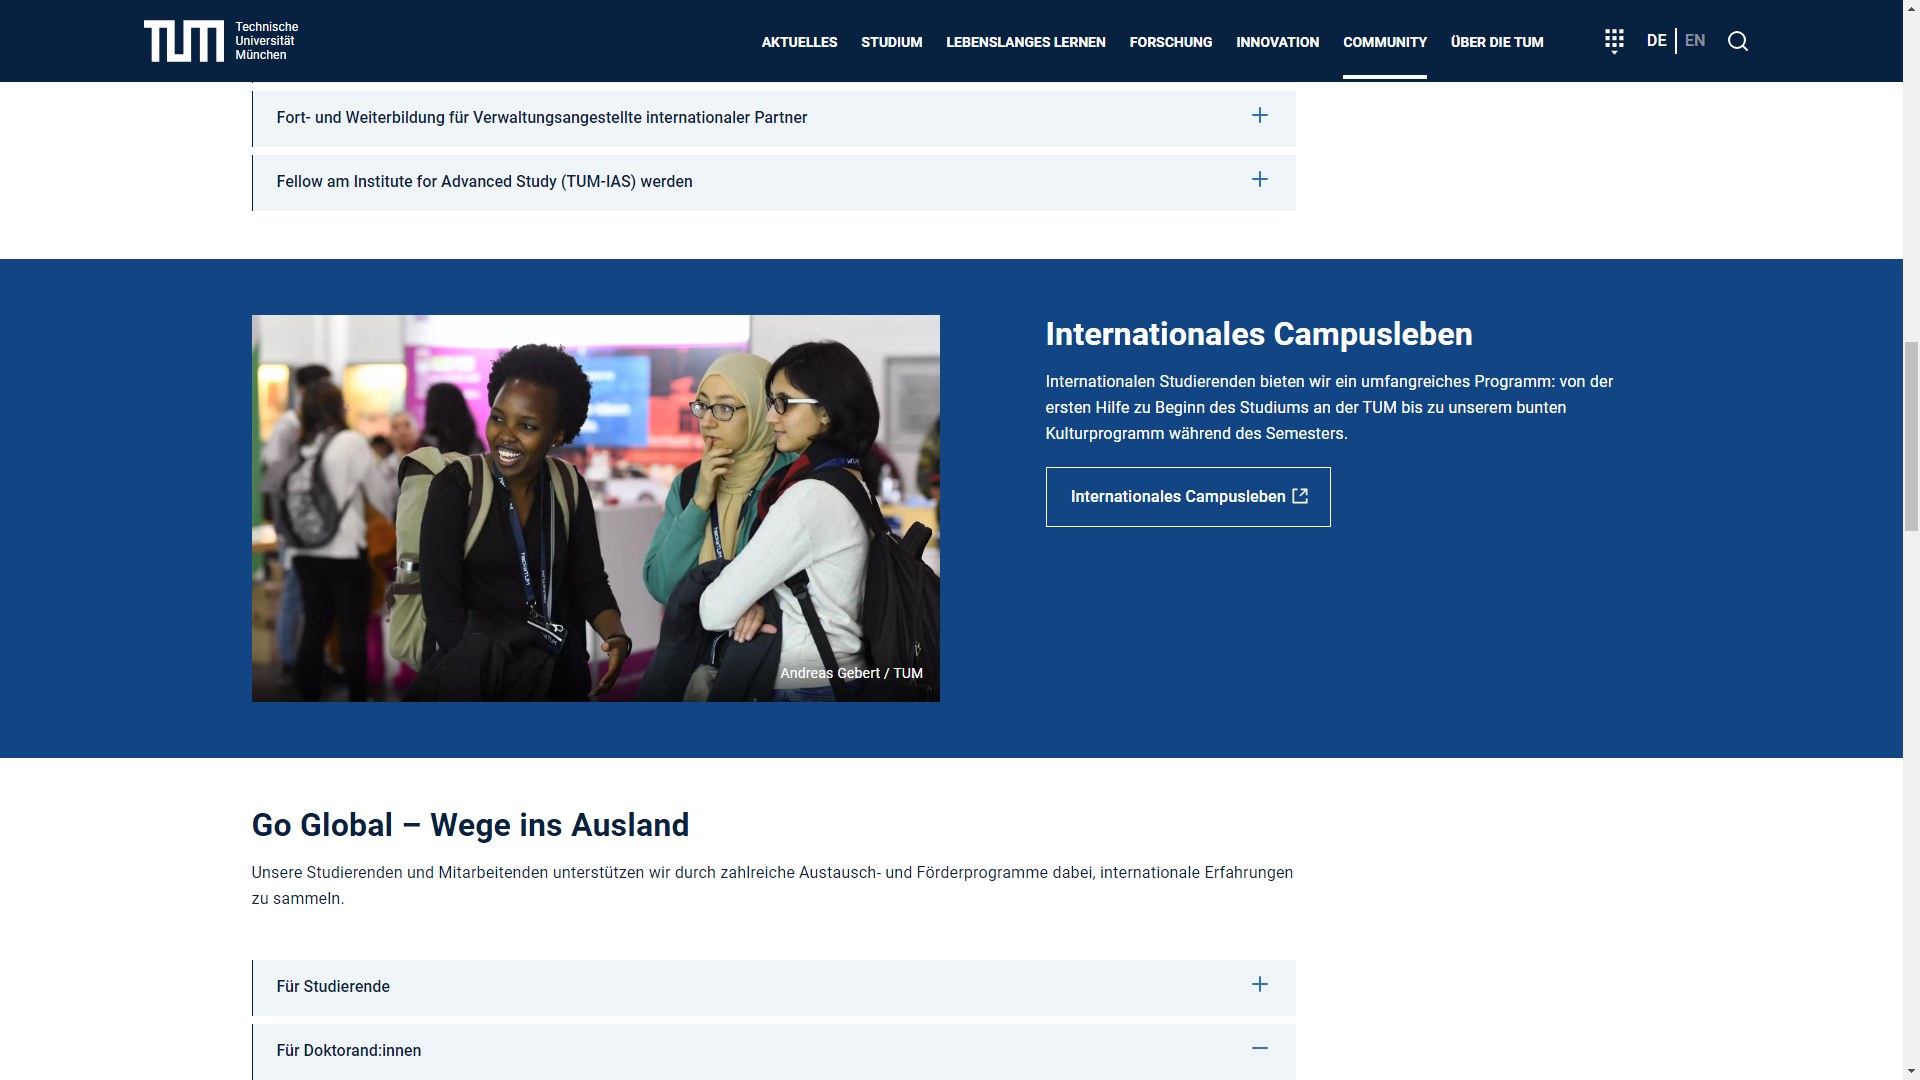 Technische
Universität
München
AKTUELLES STUDIUM LEBENSLANGES LERNEN FORSCHUNG INNOVATION COMMUNITY ÜBER DIE TUM DE EN
Fort- und Weiterbildung für Verwaltungsangestellte internationaler Partner
Fellow am Institute for Advanced Study (TUM-IAS) werden
Andreas Gebert / TUM
Internationales Campusleben
Internationalen Studierenden bieten wir ein umfangreiches Programm: von der
ersten Hilfe zu Beginn des Studiums an der TUM bis zu unserem bunten
Kulturprogramm während des Semesters.
Internationales Campusleben
Go Global – Wege ins Ausland
Unsere Studierenden und Mitarbeitenden unterstützen wir durch zahlreiche Austausch- und Förderprogramme dabei, internationale Erfahrungen
zu sammeln.
Für Studierende
Für Doktorand:innen